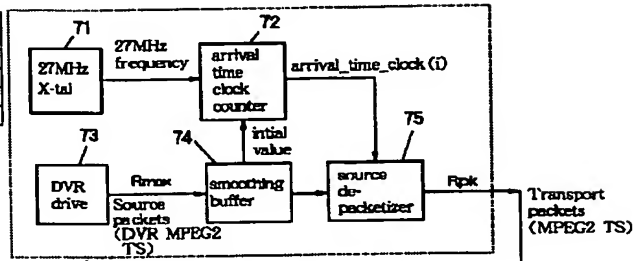 71
27MHz
X-tal
27MHz
frequency
72
arrival
time
clock
counter
arrival_time_clock(i)
73
DVR
drive
Rmax
Source
packets
(DVR MPEG2
TS)
74
intial
value
smoothing
buffer
75
source
de-
packetizer
Rpk
Transport
packets
(MPEG2 TS)